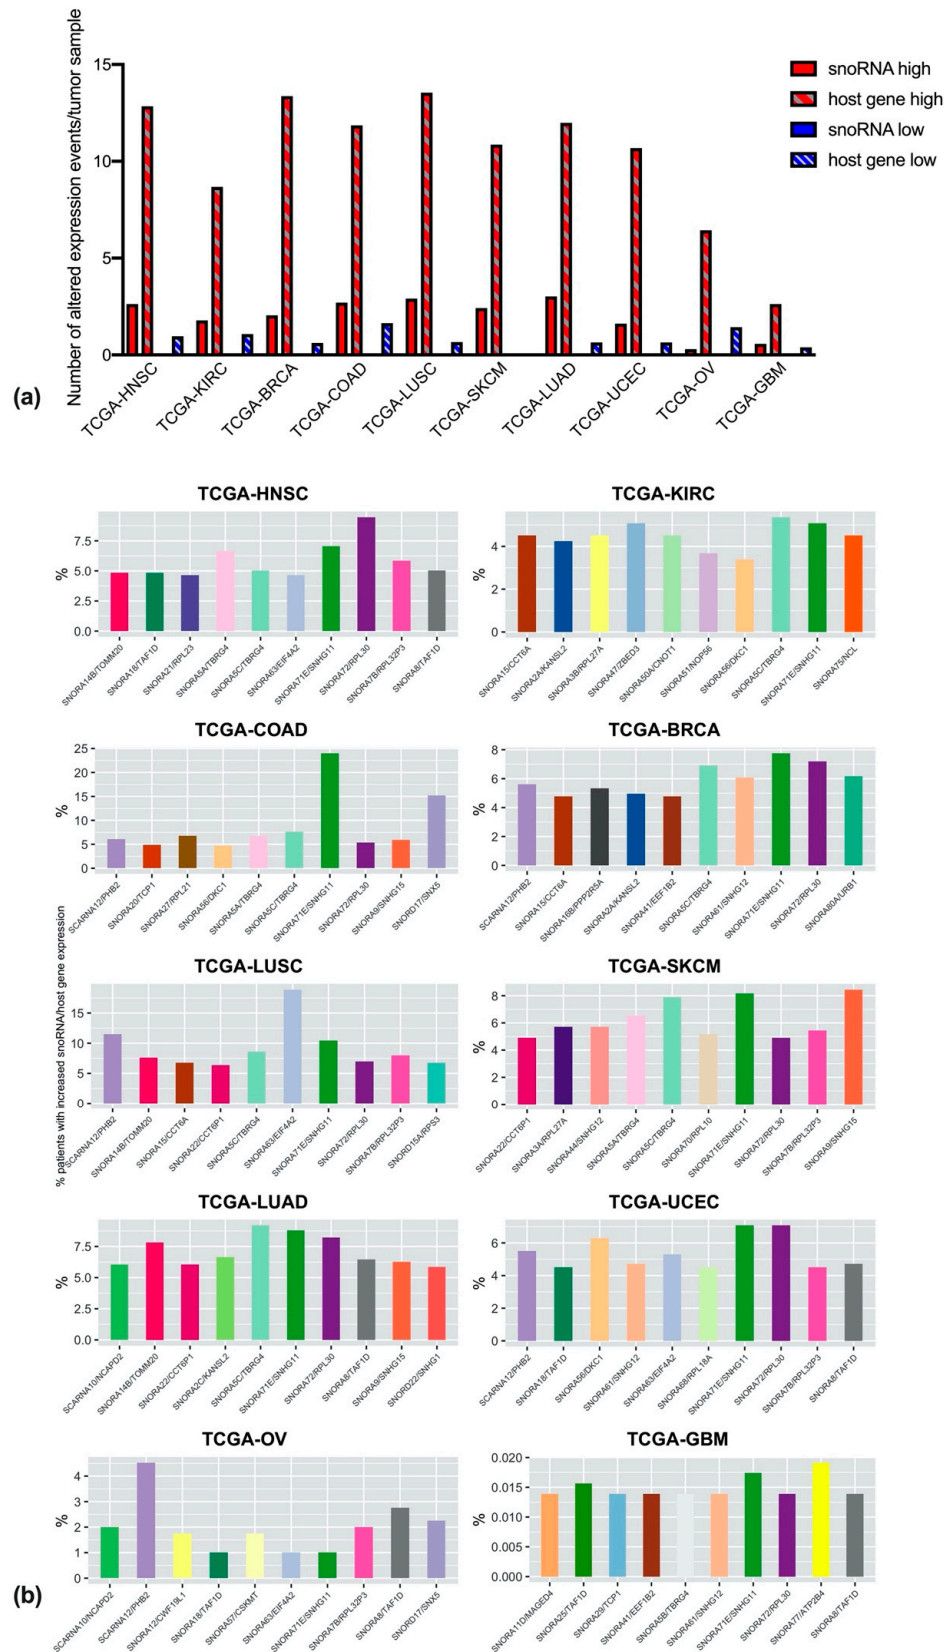 Number of altered expression events/tumor sample
15
10
5
0
snoRNA high
host gene high
snoRNA low
host gene low
TCGA-HNSC
TCGA-KIRC
TCGA-BRCA
TCGA-COAD
TCGA-LUSC
TCGA-SKCM
TCGA-LUAD
TCGA-UCEC
TCGA-OV
TCGA-GBM
(a)
% patients with increased snoRNA/host gene expression
TCGA-HNSC
%
7.5
5.0
2.5
0.0
SNORA14B/TOMM20
SNORA18/TAF1D
SNORA21/RPL23
SNORA5A/TBRG4
SNORA5C/TBRG4
SNORA63/EIF4A2
SNORA71E/SNHG11
SNORA72/RPL30
SNORA7B/RPL32P3
SNORA8/TAF1D
TCGA-KIRC
%
4
2
0
SNORA15/CCT6A
SNORA2A/KANSL2
SNORA3B/RPL27A
SNORA47/ZBED3
SNORA50A/CNOT1
SNORA51/NOP56
SNORA56/DKC1
SNORA5C/TBRG4
SNORA71E/SNHG11
SNORA75/NCL
TCGA-COAD
%
25
20
15
10
5
0
SCARNA12/PHB2
SNORA20/TCP1
SNORA27/RPL21
SNORA56/DKC1
SNORA5A/TBRG4
SNORA5C/TBRG4
SNORA71E/SNHG11
SNORA72/RPL30
SNORA9/SNHG15
SNORD17/SNX5
TCGA-BRCA
%
8
6
4
2
0
SCARNA12/PHB2
SNORA15/CCT6A
SNORA16B/PPP2R5A
SNORA2A/KANSL2
SNORA41/EEF1B2
SNORA5C/TBRG4
SNORA61/SNHG12
SNORA71E/SNHG11
SNORA72/RPL30
SNORA80A/URB1
TCGA-LUSC
15
10
5
0
SCARNA12/PHB2
SNORA14B/TOMM20
SNORA15/CCT6A
SNORA22/CCT6P1
SNORA5C/TBRG4
SNORA63/EIF4A2
SNORA71E/SNHG11
SNORA72/RPL30
SNORA7B/RPL32P3
SNORD15A/RPS3
TCGA-SKCM
%
8
6
4
2
0
SNORA22/CCT6P1
SNORA3A/RPL27A
SNORA44/SNHG12
SNORA5A/TBRG4
SNORA5C/TBRG4
SNORA70/RPL10
SNORA71E/SNHG11
SNORA72/RPL30
SNORA7B/RPL32P3
SNORA9/SNHG15
TCGA-LUAD
%
7.5
5.0
2.5
0.0
SCARNA10/NCAPD2
SNORA14B/TOMM20
SNORA22/CCT6P1
SNORA2C/KANSL2
SNORA5C/TBRG4
SNORA71E/SNHG11
SNORA72/RPL30
SNORA8/TAF1D
SNORA9/SNHG15
SNORD22/SNHG1
TCGA-UCEC
%
6
4
2
0
SCARNA12/PHB2
SNORA18/TAF1D
SNORA56/DKC1
SNORA61/SNHG12
SNORA63/EIF4A2
SNORA68/RPL18A
SNORA71E/SNHG11
SNORA72/RPL30
SNORA7B/RPL32P3
SNORA8/TAF1D
TCGA-OV
%
4
3
2
1
0
SCARNA10/NCAPD2
SCARNA12/PHB2
SNORA12/CWF19L1
SNORA18/TAF1D
SNORA57/CSKMT
SNORA63/EIF4A2
SNORA71E/SNHG11
SNORA7B/RPL32P3
SNORA8/TAF1D
SNORD17/SNX5
TCGA-GBM
%
0.020
0.015
0.010
0.005
0.000
SNORA11D/MAGED4
SNORA25/TAF1D
SNORA29/TCP1
SNORA41/EEF1B2
SNORA5B/TBRG4
SNORA61/SNHG12
SNORA71E/SNHG11
SNORA72/RPL30
SNORA77/ATP2B4
SNORA8/TAF1D
(b)